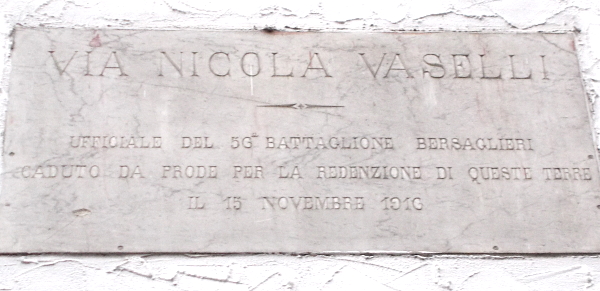 VIA NICOLA VASELLI
UFFICIALE DEL 56° BATTAGLIONE BERSAGLIERI
CADUTO DA PRODE PER LA REDENZIONE DI QUESTE TERRE
IL 15 NOVEMBRE 1916